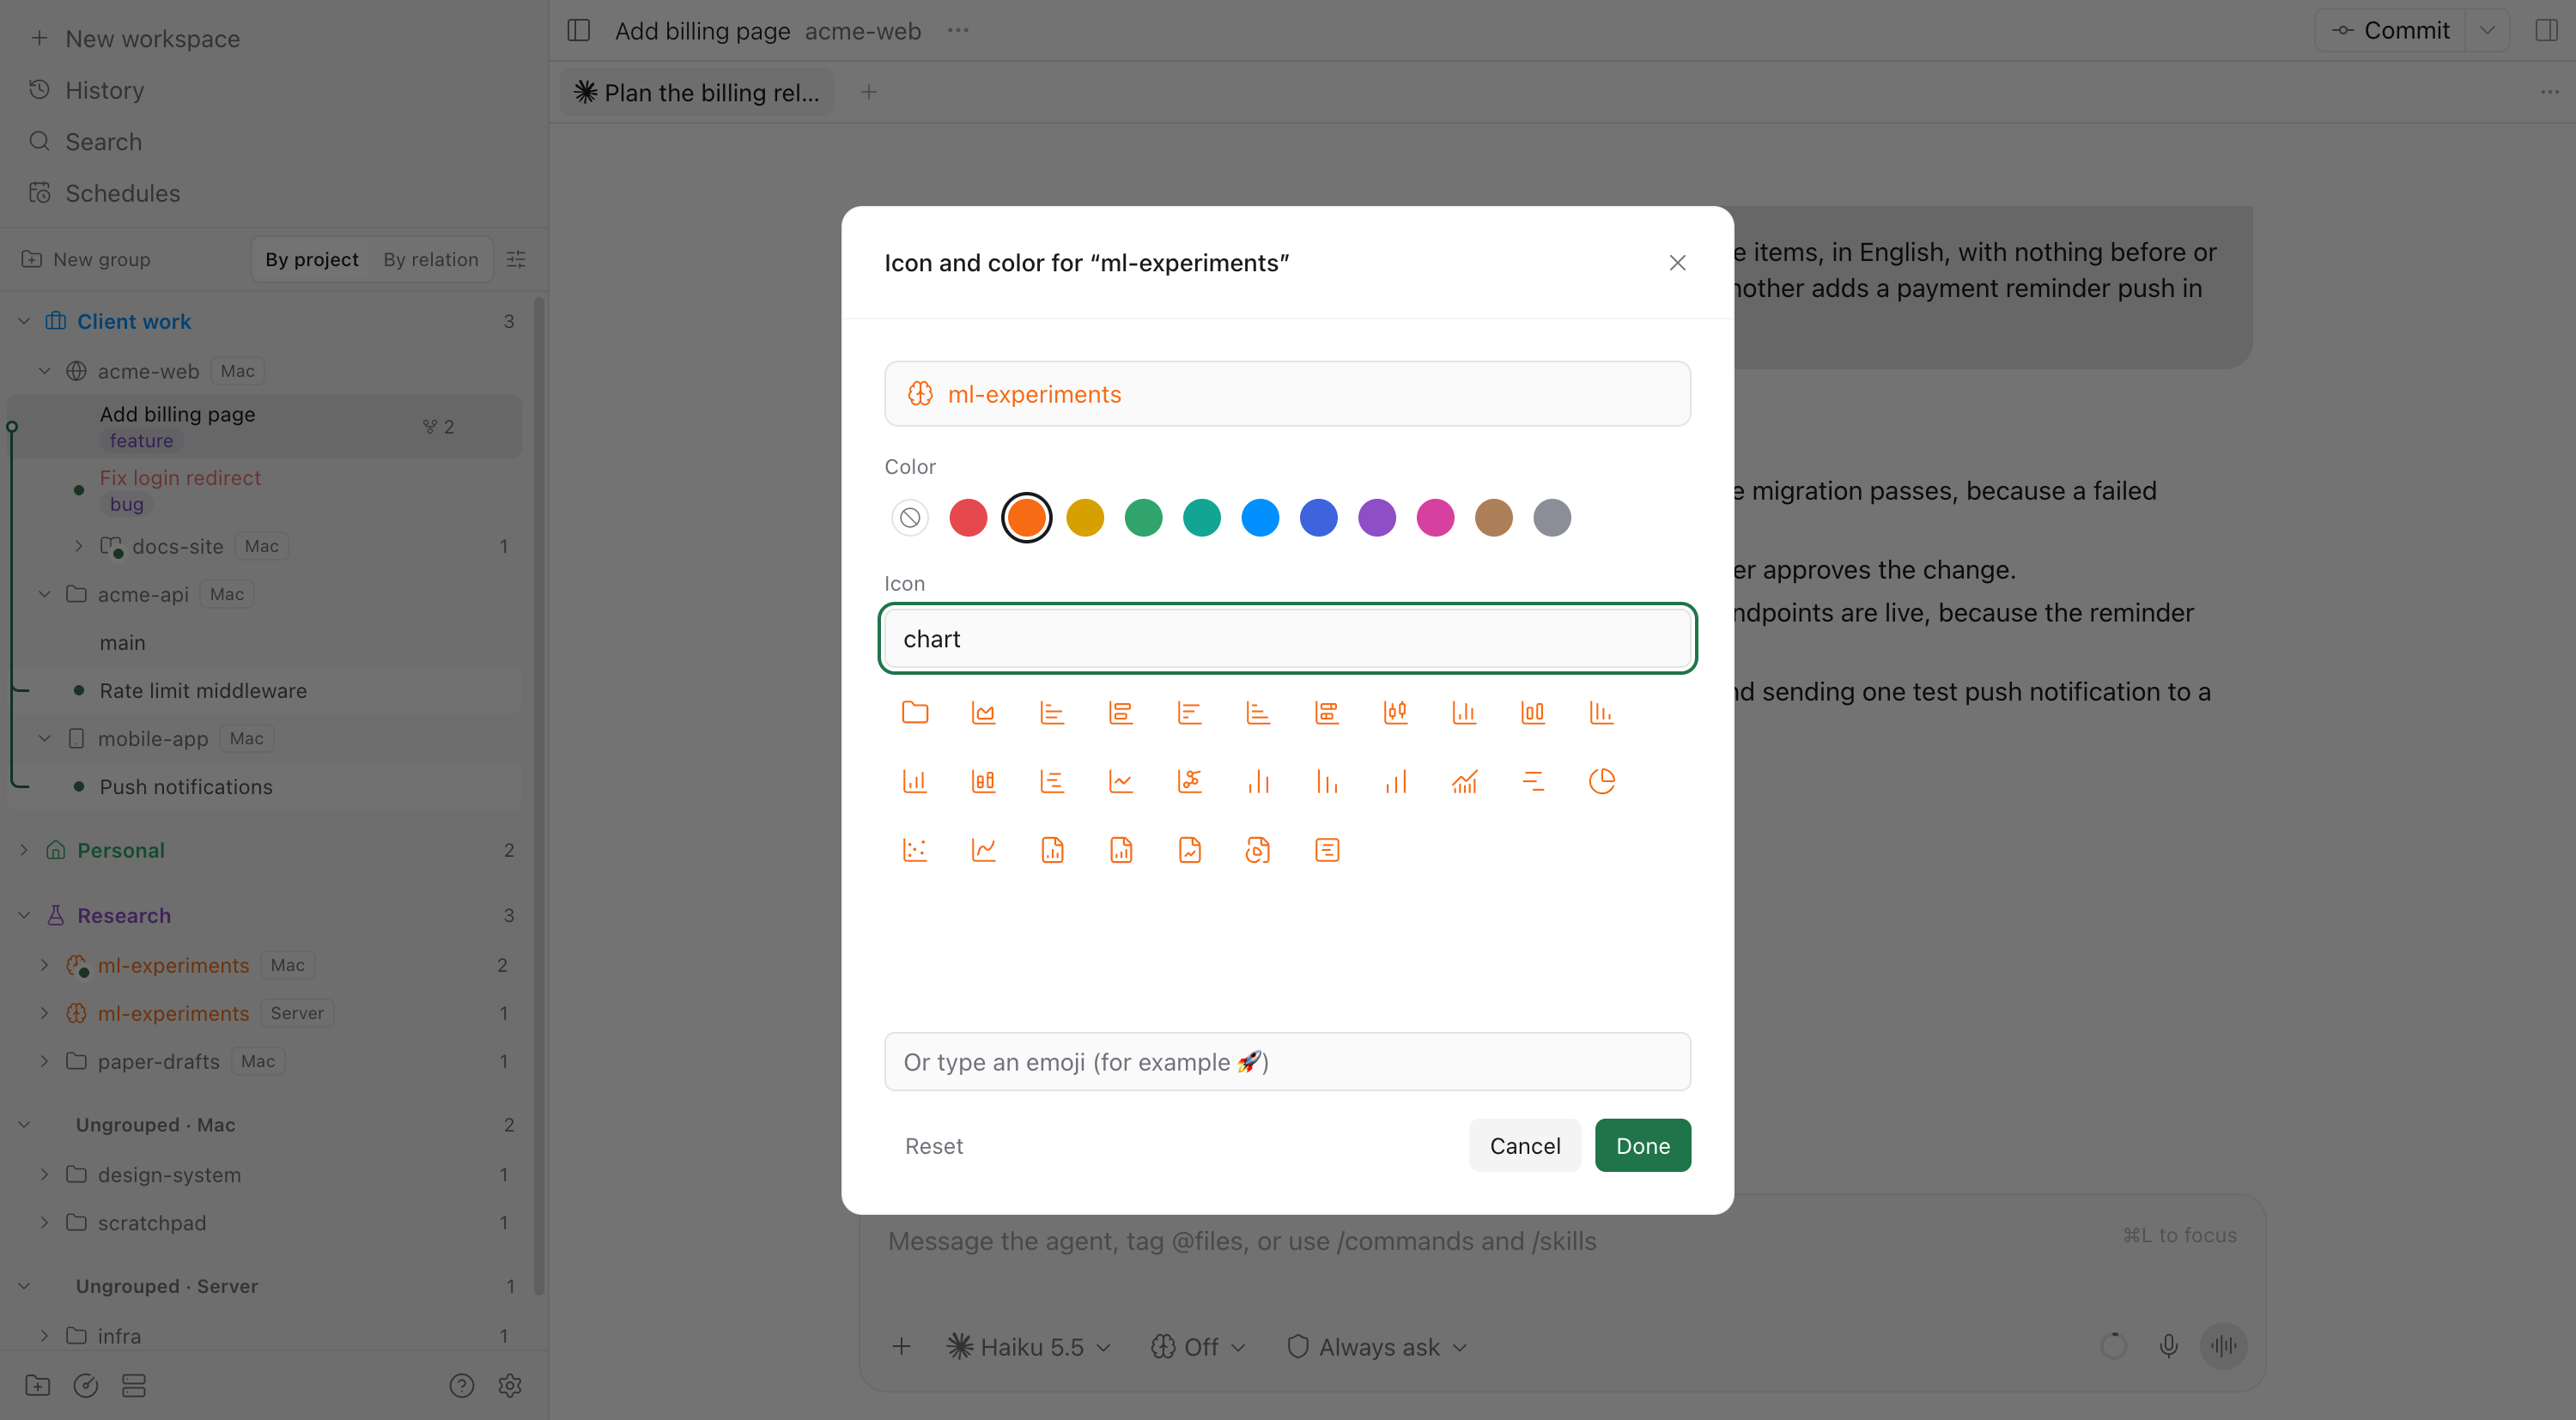 New workspace
History
Search
Schedules
New group
By project
By relation
Client work
3
acme-web
Mac
Add billing page
feature
2
Fix login redirect
bug
docs-site
Mac
1
acme-api
Mac
main
Rate limit middleware
mobile-app
Mac
Push notifications
Personal
2
Research
3
ml-experiments
Mac
2
ml-experiments
Server
1
paper-drafts
Mac
1
Ungrouped · Mac
2
design-system
1
scratchpad
1
Ungrouped · Server
1
infra
1
Add billing page acme-web
Commit
Plan the billing rel...
items, in English, with nothing before or
adds a payment reminder push in
migration passes, because a failed
approves the change.
are live, because the reminder
sending one test push notification to a
Icon and color for “ml-experiments”
ml-experiments
Color
Icon
chart
Or type an emoji (for example 🚀)
Reset
Cancel
Done
Message the agent, tag @files, or use /commands and /skills
⌘L to focus
Haiku 5.5
Off
Always ask